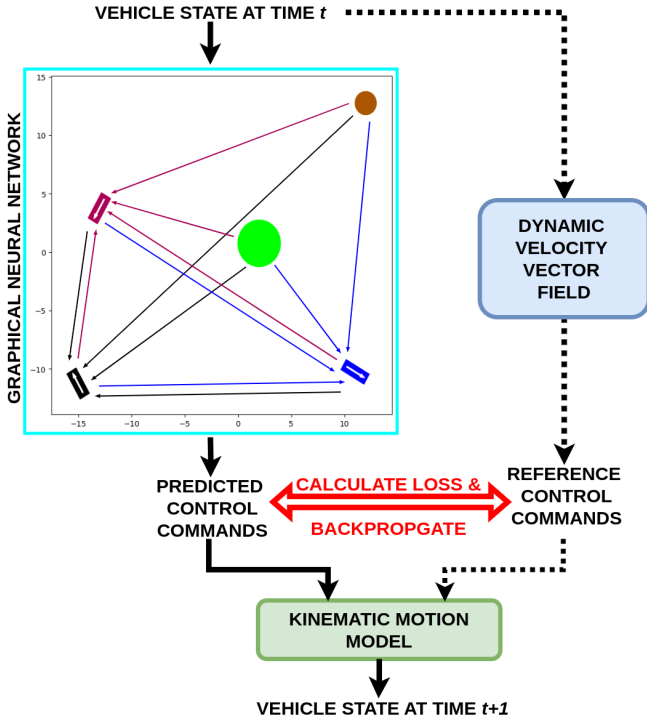 VEHICLE STATE AT TIME t
GRAPHICAL NEURAL NETWORK
15
10
5
0
−5
−10
−15
−10
−5
0
5
10
DYNAMIC
VELOCITY
VECTOR
FIELD
PREDICTED
CONTROL
COMMANDS
CALCULATE LOSS &
BACKPROPGATE
REFERENCE
CONTROL
COMMANDS
KINEMATIC MOTION
MODEL
VEHICLE STATE AT TIME t+1